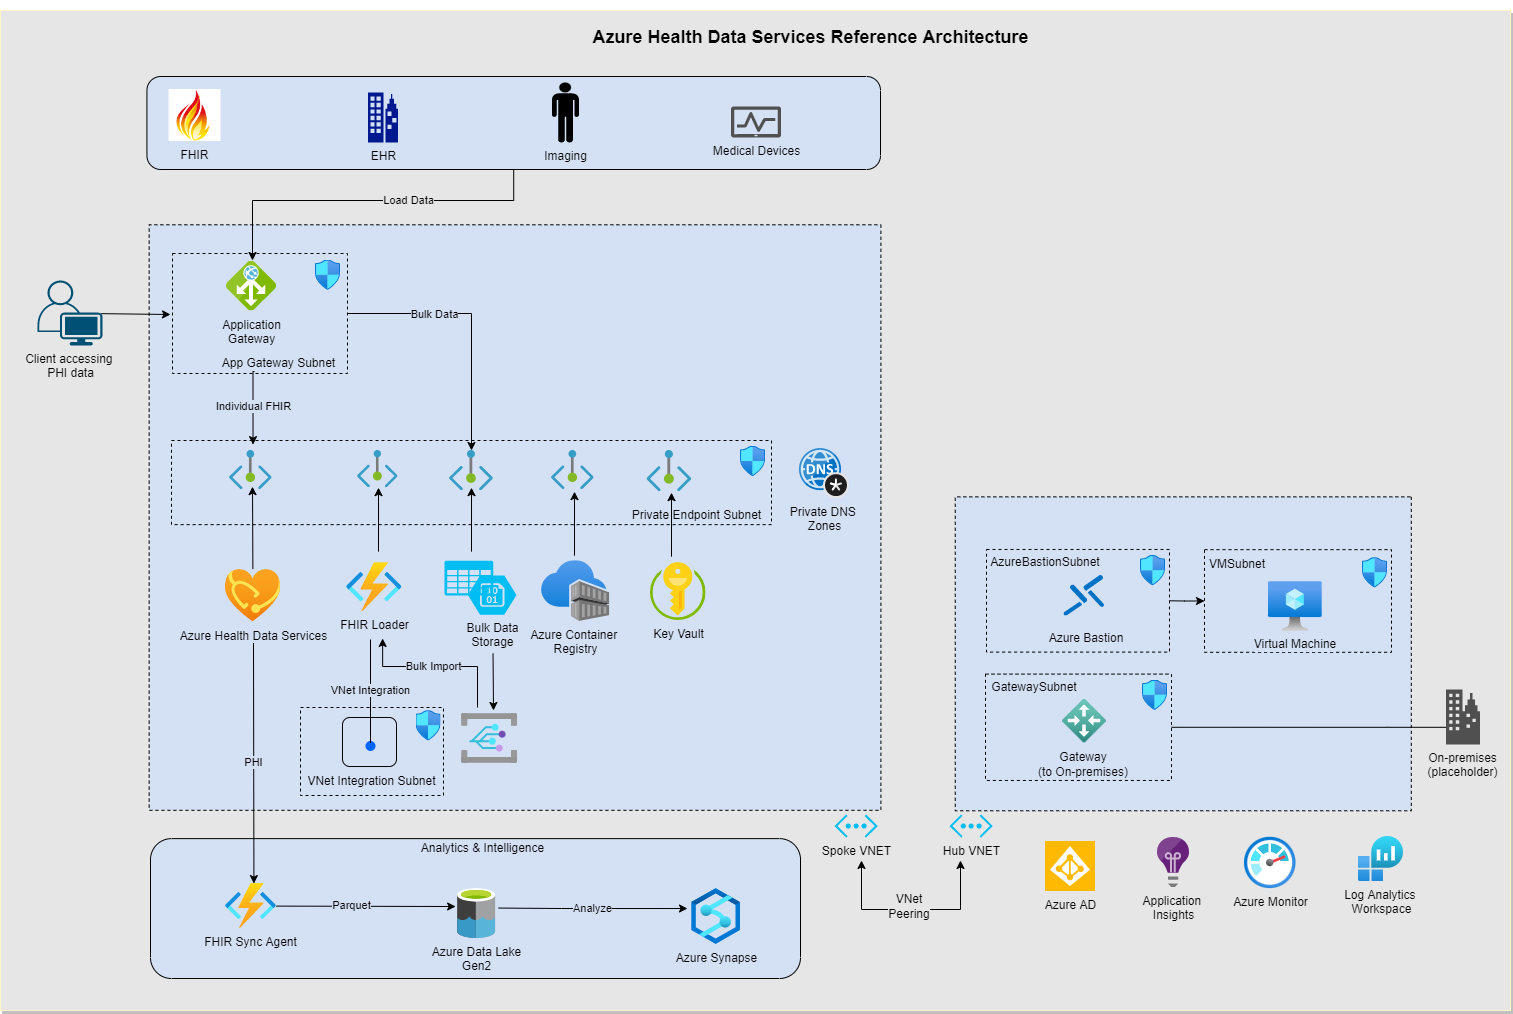 Azure Health Data Services Reference Architecture
FHIR
EHR
Imaging
Medical Devices
Load Data
Application
Gateway
App Gateway Subnet
Bulk Data
Client accessing
PHI data
Individual FHIR
Private Endpoint Subnet
DNS
Private DNS
Zones
Azure Health Data Services
FHIR Loader
10
01
Bulk Data
Storage
Azure Container
Registry
Key Vault
Bulk Import
VNet Integration
VNet Integration Subnet
PHI
AzureBastionSubnet
Azure Bastion
VMSubnet
Virtual Machine
GatewaySubnet
Gateway
(to On-premises)
On-premises
(placeholder)
Analytics & Intelligence
FHIR Sync Agent
Parquet
Azure Data Lake
Gen2
Analyze
Azure Synapse
Spoke VNET
Hub VNET
VNet
Peering
Azure AD
Application
Insights
Azure Monitor
Log Analytics
Workspace